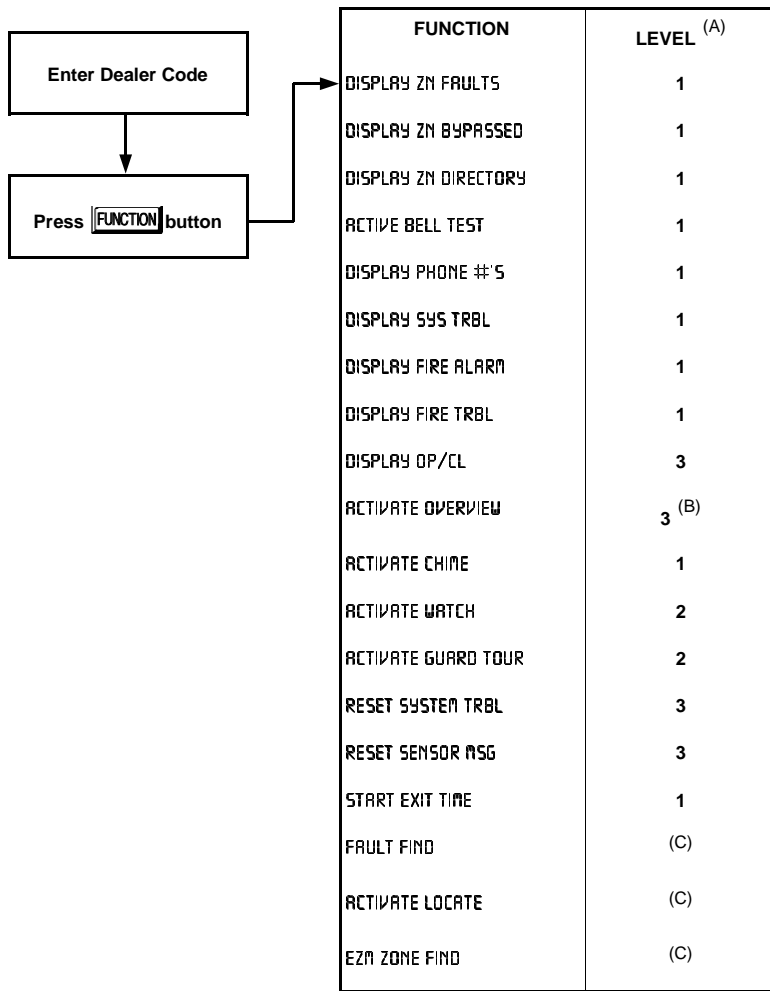 Enter Dealer Code
Press FUNCTION button
FUNCTION LEVEL (A)
DISPLAY ZN FAULTS 1
DISPLAY ZN BYPASSED 1
DISPLAY ZN DIRECTORY 1
ACTIVE BELL TEST 1
DISPLAY PHONE #'S 1
DISPLAY SYS TRBL 1
DISPLAY FIRE ALARM 1
DISPLAY FIRE TRBL 1
DISPLAY OP/CL 3
ACTIVATE OVERVIEW 3 (B)
ACTIVATE CHIME 1
ACTIVATE WATCH 2
ACTIVATE GUARD TOUR 2
RESET SYSTEM TRBL 3
RESET SENSOR MSG 3
START EXIT TIME 1
FAULT FIND (C)
ACTIVATE LOCATE (C)
EZM ZONE FIND (C)